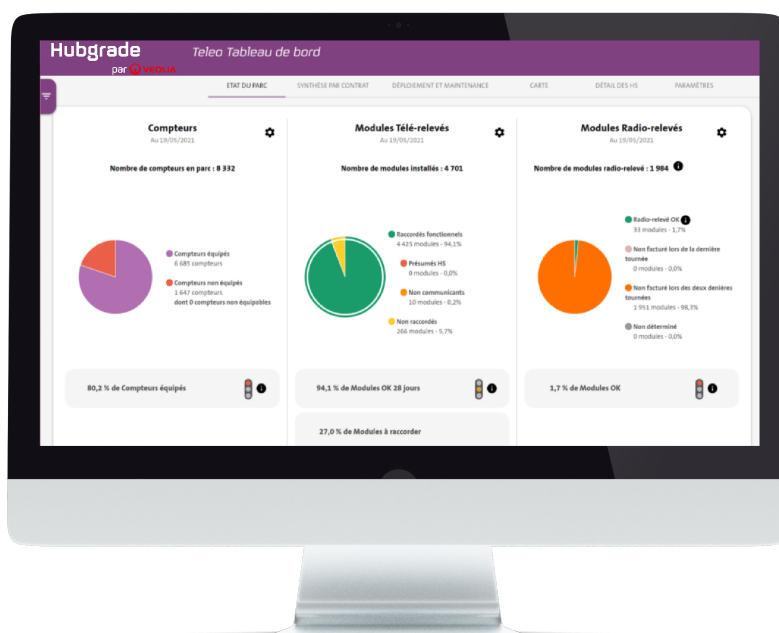 Hubgrade
Teleo Tableau de bord
par VEOLIA
ETAT DU PARC
SYNTHÈSE PAR CONTRAT
DÉPLOIEMENT ET MAINTENANCE
CARTE
DÉTAIL DES HS
PARAMÈTRES
Compteurs
Au 19/05/2021
Nombre de compteurs en parc : 8 332
Compteurs équipés
6 685 compteurs
Compteurs non équipés
1 647 compteurs
dont 0 compteurs non équipables
80,2 % de Compteurs équipés
Modules Télé-relevés
Au 19/05/2021
Nombre de modules installés : 4 701
Raccordés fonctionnels
4 425 modules - 94,1%
Présumés HS
0 modules - 0,0%
Non communicants
10 modules - 0,2%
Non raccordés
266 modules - 5,7%
94,1 % de Modules OK 28 jours
27,0 % de Modules à raccorder
Modules Radio-relevés
Au 19/05/2021
Nombre de modules radio-relevé : 1 984
Radio-relevé OK
33 modules - 1,7%
Non facturé lors de la dernière
tournée
0 modules - 0,0%
Non facturé lors des deux denières
tournées
1 951 modules - 98,3%
Non déterminé
0 modules - 0,0%
1,7 % de Modules OK